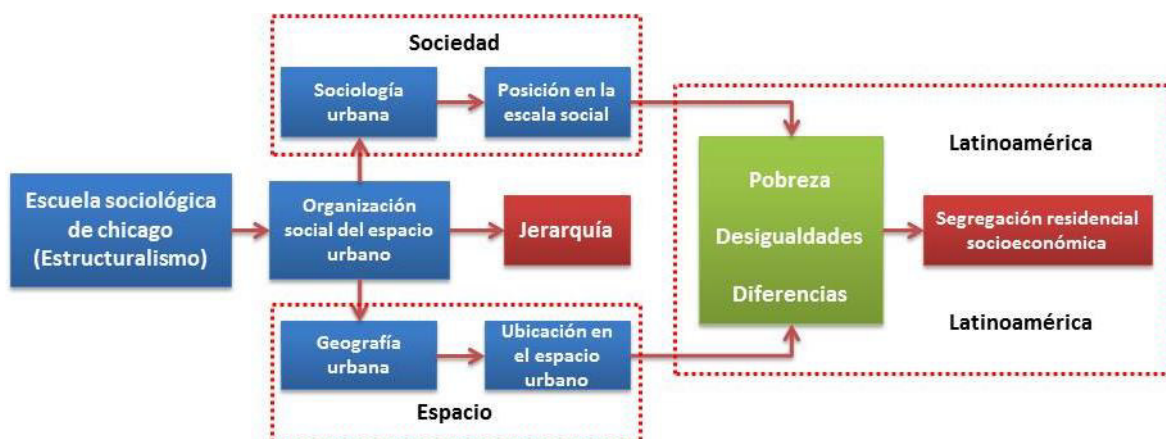 Sociedad
Sociología
urbana
Posición en la
escala social
Escuela sociológica
de chicago
(Estructuralismo)
Organización
social del espacio
urbano
Jerarquía
Geografía
urbana
Ubicación en
el espacio
urbano
Espacio
Pobreza
Desigualdades
Diferencias
Latinoamérica
Segregación residencial
socioeconómica
Latinoamérica